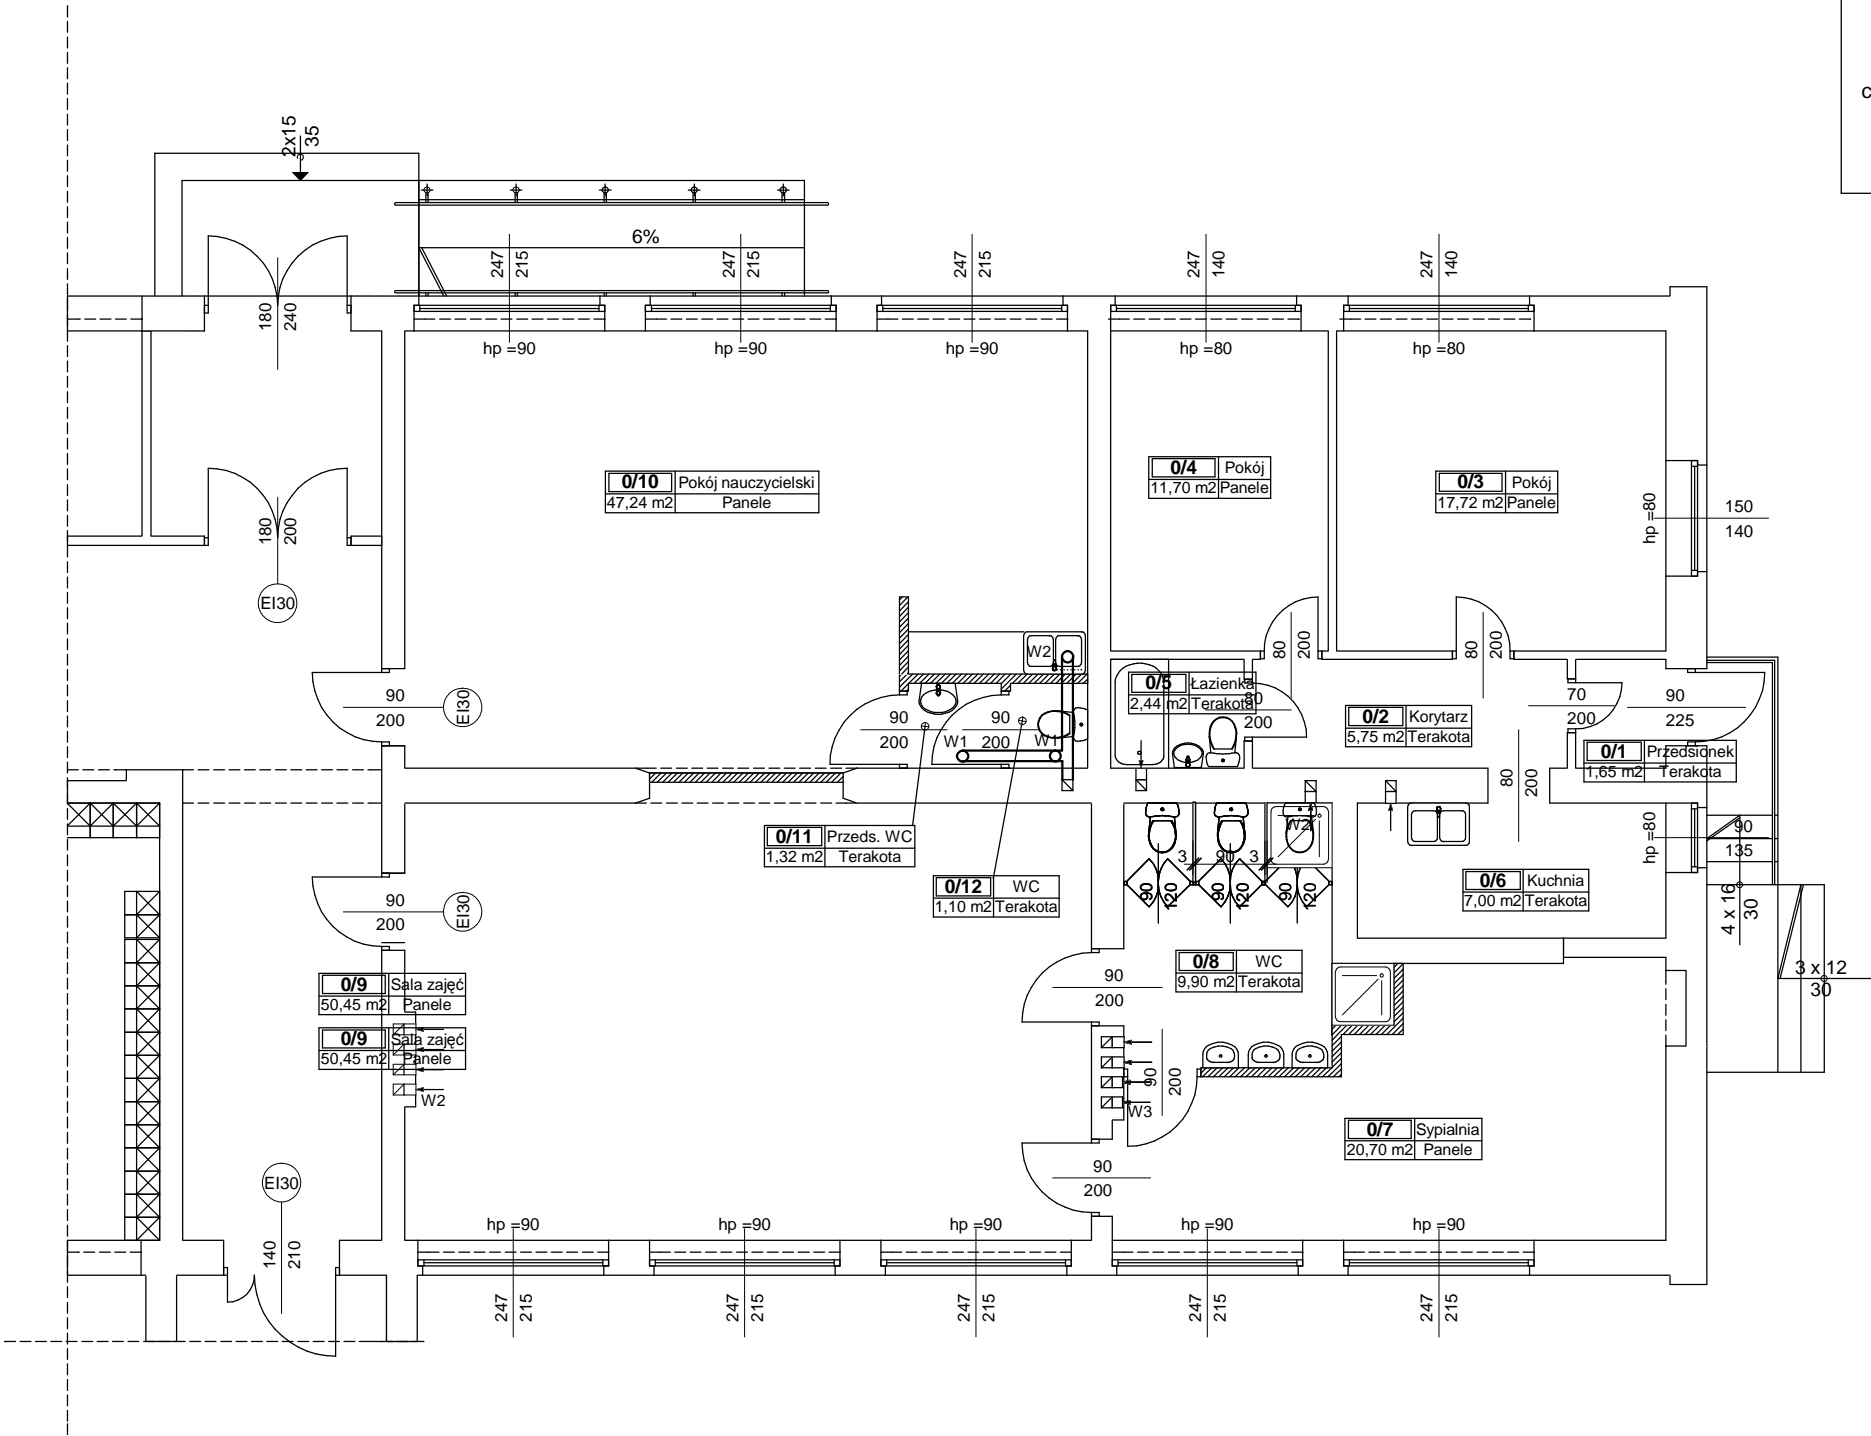 c
2x15
35
6%
247
215
247
215
247
215
247
140
247
140
180
240
hp =90
hp =90
hp =90
hp =80
hp =80
0/10 Pokój nauczycielski
47,24 m2 Panele
0/4 Pokój
11,70 m2 Panele
0/3 Pokój
17,72 m2 Panele
hp =80
150
140
180
200
EI30
80
200
80
200
W2
90
200
EI30
90
200
90
200
W1
W1
0/5 Łazienka
2,44 m2 Terakota
80
200
0/2 Korytarz
5,75 m2 Terakota
70
200
90
225
0/1 Przedsionek
1,65 m2 Terakota
80
200
0/11 Przeds. WC
1,32 m2 Terakota
W2
3
90
3
hp =80
90
135
0/12 WC
1,10 m2 Terakota
90
120
90
120
90
120
0/6 Kuchnia
7,00 m2 Terakota
4 x 16
30
90
200
EI30
0/8 WC
9,90 m2 Terakota
90
200
3 x 12
30
0/9 Sala zajęć
50,45 m2 Panele
0/9 Sala zajęć
50,45 m2 Panele
W2
90
200
W3
0/7 Sypialnia
20,70 m2 Panele
90
200
EI30
140
210
hp =90
hp =90
hp =90
hp =90
hp =90
247
215
247
215
247
215
247
215
247
215